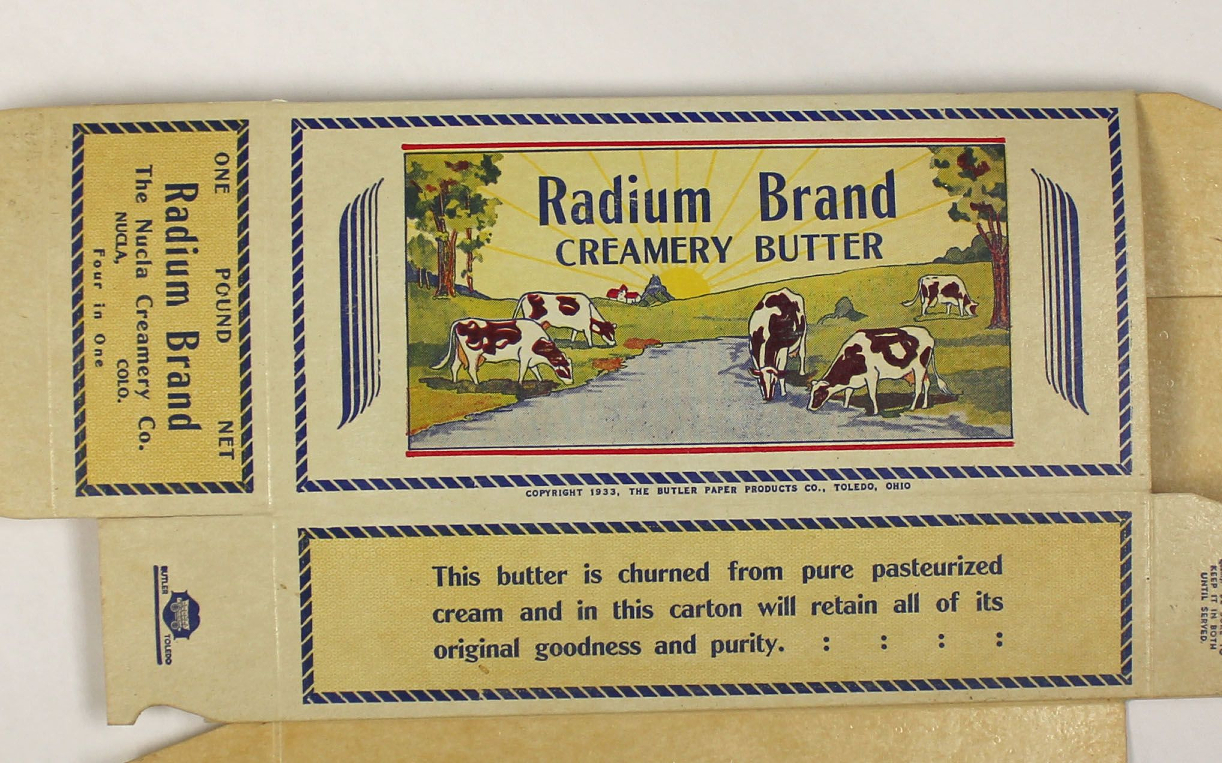 Radium Brand
CREAMERY BUTTER
COPYRIGHT 1933, THE BUTLER PAPER PRODUCTS CO., TOLEDO, OHIO
ONE POUND NET
Radium Brand
The Nucla Creamery Co.
NUCLA, COLO.
Four in One
This butter is churned from pure pasteurized
cream and in this carton will retain all of its
original goodness and purity. : : : :
BUTLER TOLEDO
KEEP IT IN BOTH
UNTIL SERVED.